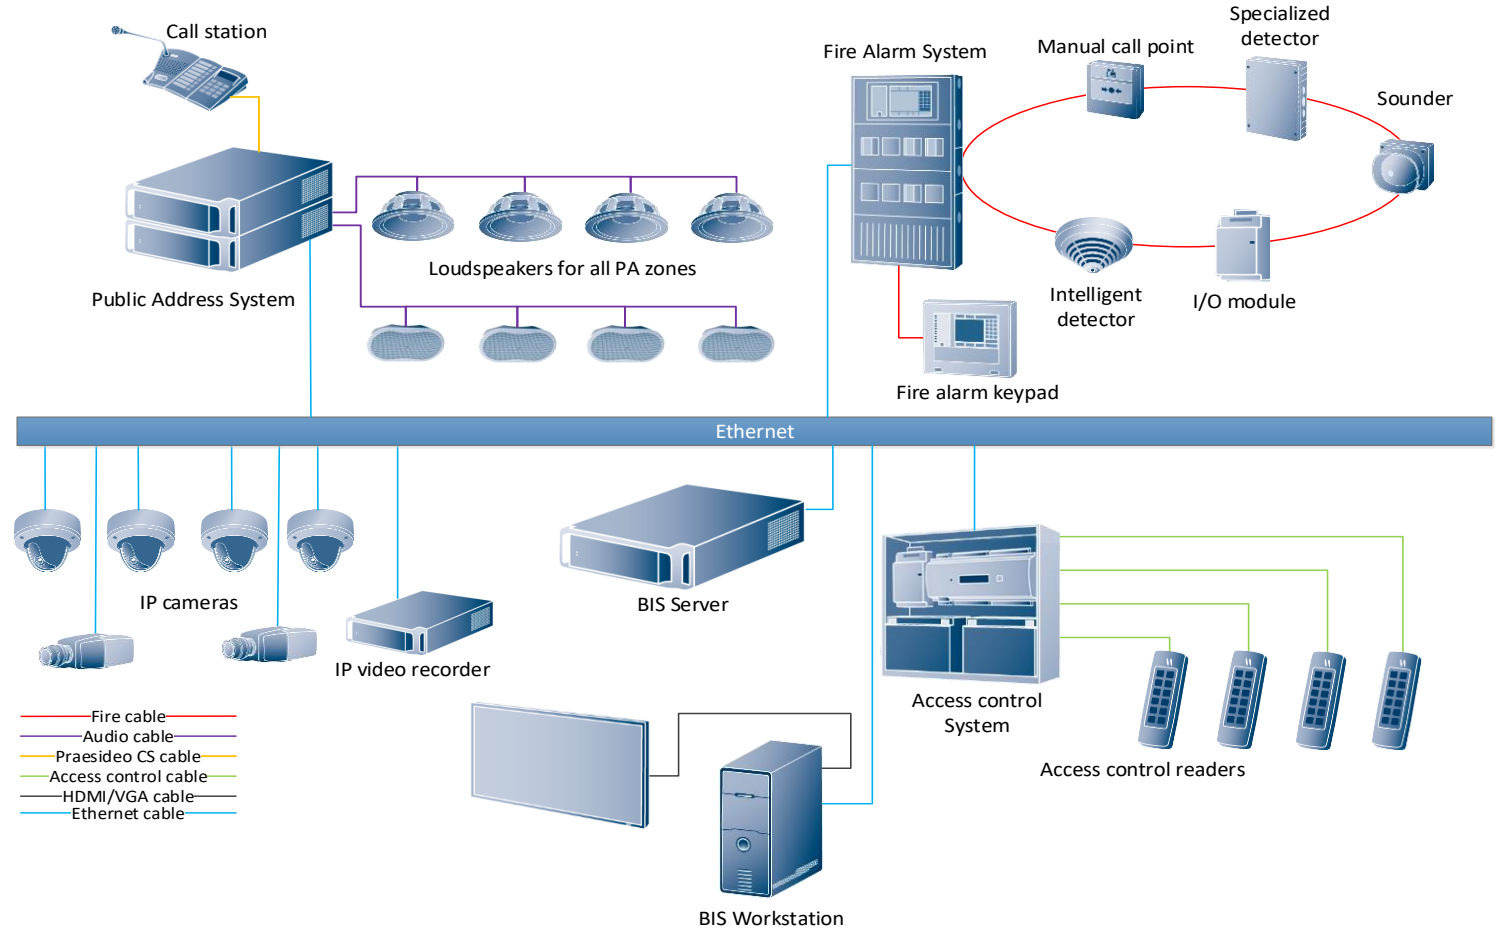 Call station
Public Address System
Loudspeakers for all PA zones
Fire Alarm System
Manual call point
Specialized
detector
Sounder
Intelligent
detector
I/O module
Fire alarm keypad
Ethernet
IP cameras
IP video recorder
BIS Server
Access control
System
Access control readers
BIS Workstation
Fire cable
Audio cable
Praesideo CS cable
Access control cable
HDMI/VGA cable
Ethernet cable